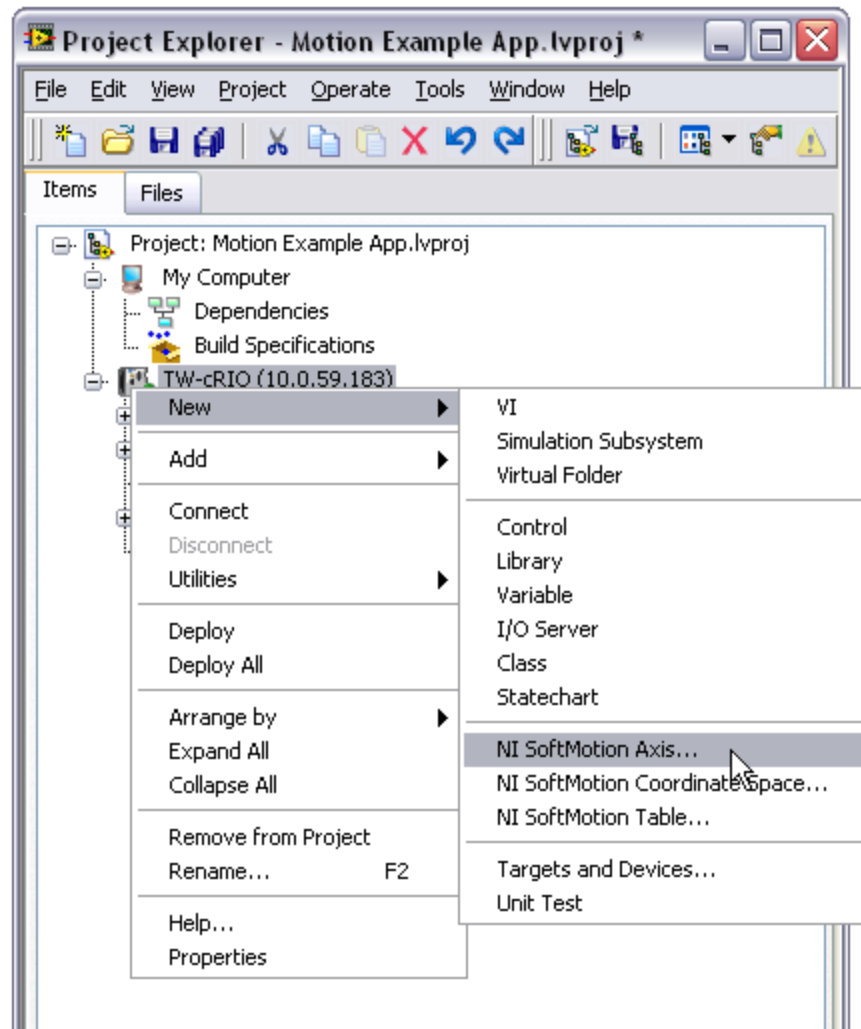 Project Explorer - Motion Example App.lvproj *
File Edit View Project Operate Tools Window Help
Items Files
Project: Motion Example App.lvproj
My Computer
Dependencies
Build Specifications
TW-cRIO (10.0.59.183)
New
Add
Connect
Disconnect
Utilities
Deploy
Deploy All
Arrange by
Expand All
Collapse All
Remove from Project
Rename... F2
Help...
Properties
VI
Simulation Subsystem
Virtual Folder
Control
Library
Variable
I/O Server
Class
Statechart
NI SoftMotion Axis...
NI SoftMotion Coordinate Space...
NI SoftMotion Table...
Targets and Devices...
Unit Test